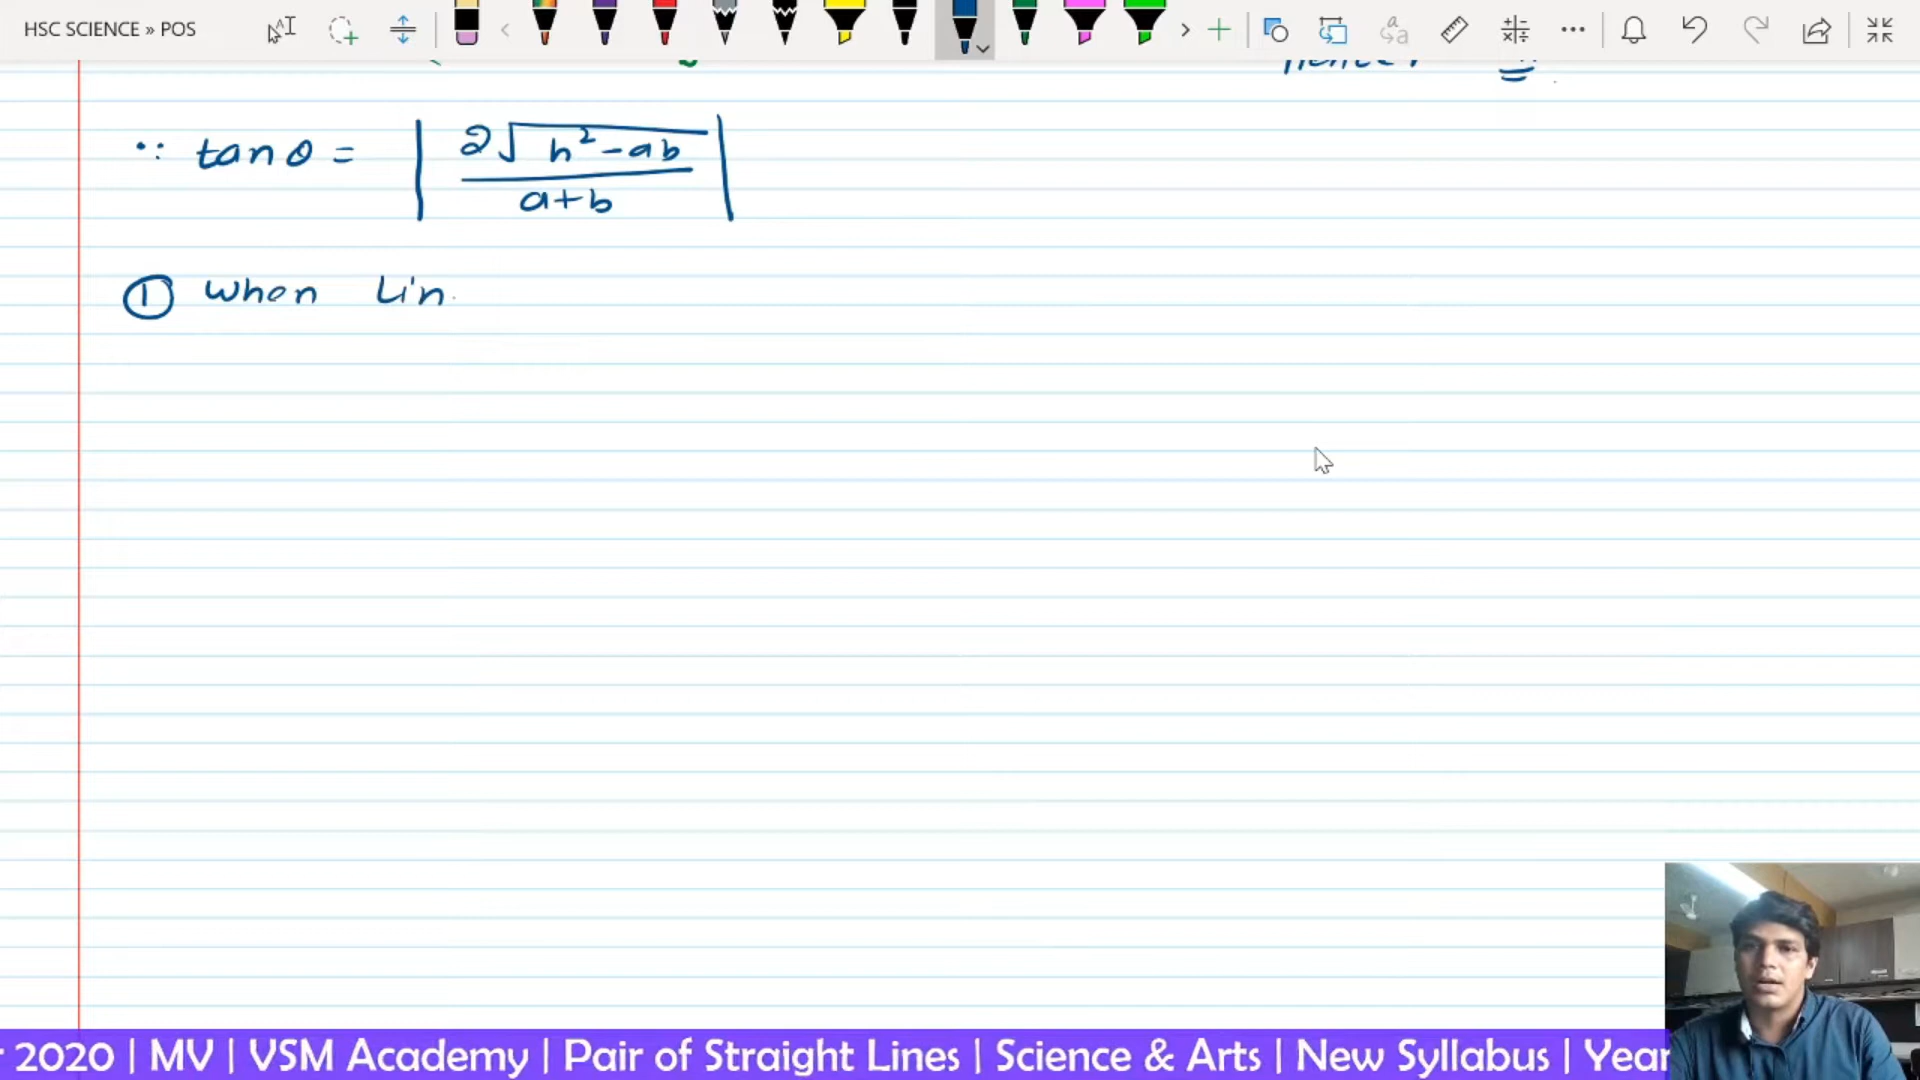 HSC SCIENCE » POS
∵ tan θ = | 2√h²-ab / a+b |
① When Lin
r 2020 | MV | VSM Academy | Pair of Straight Lines | Science & Arts | New Syllabus | Year